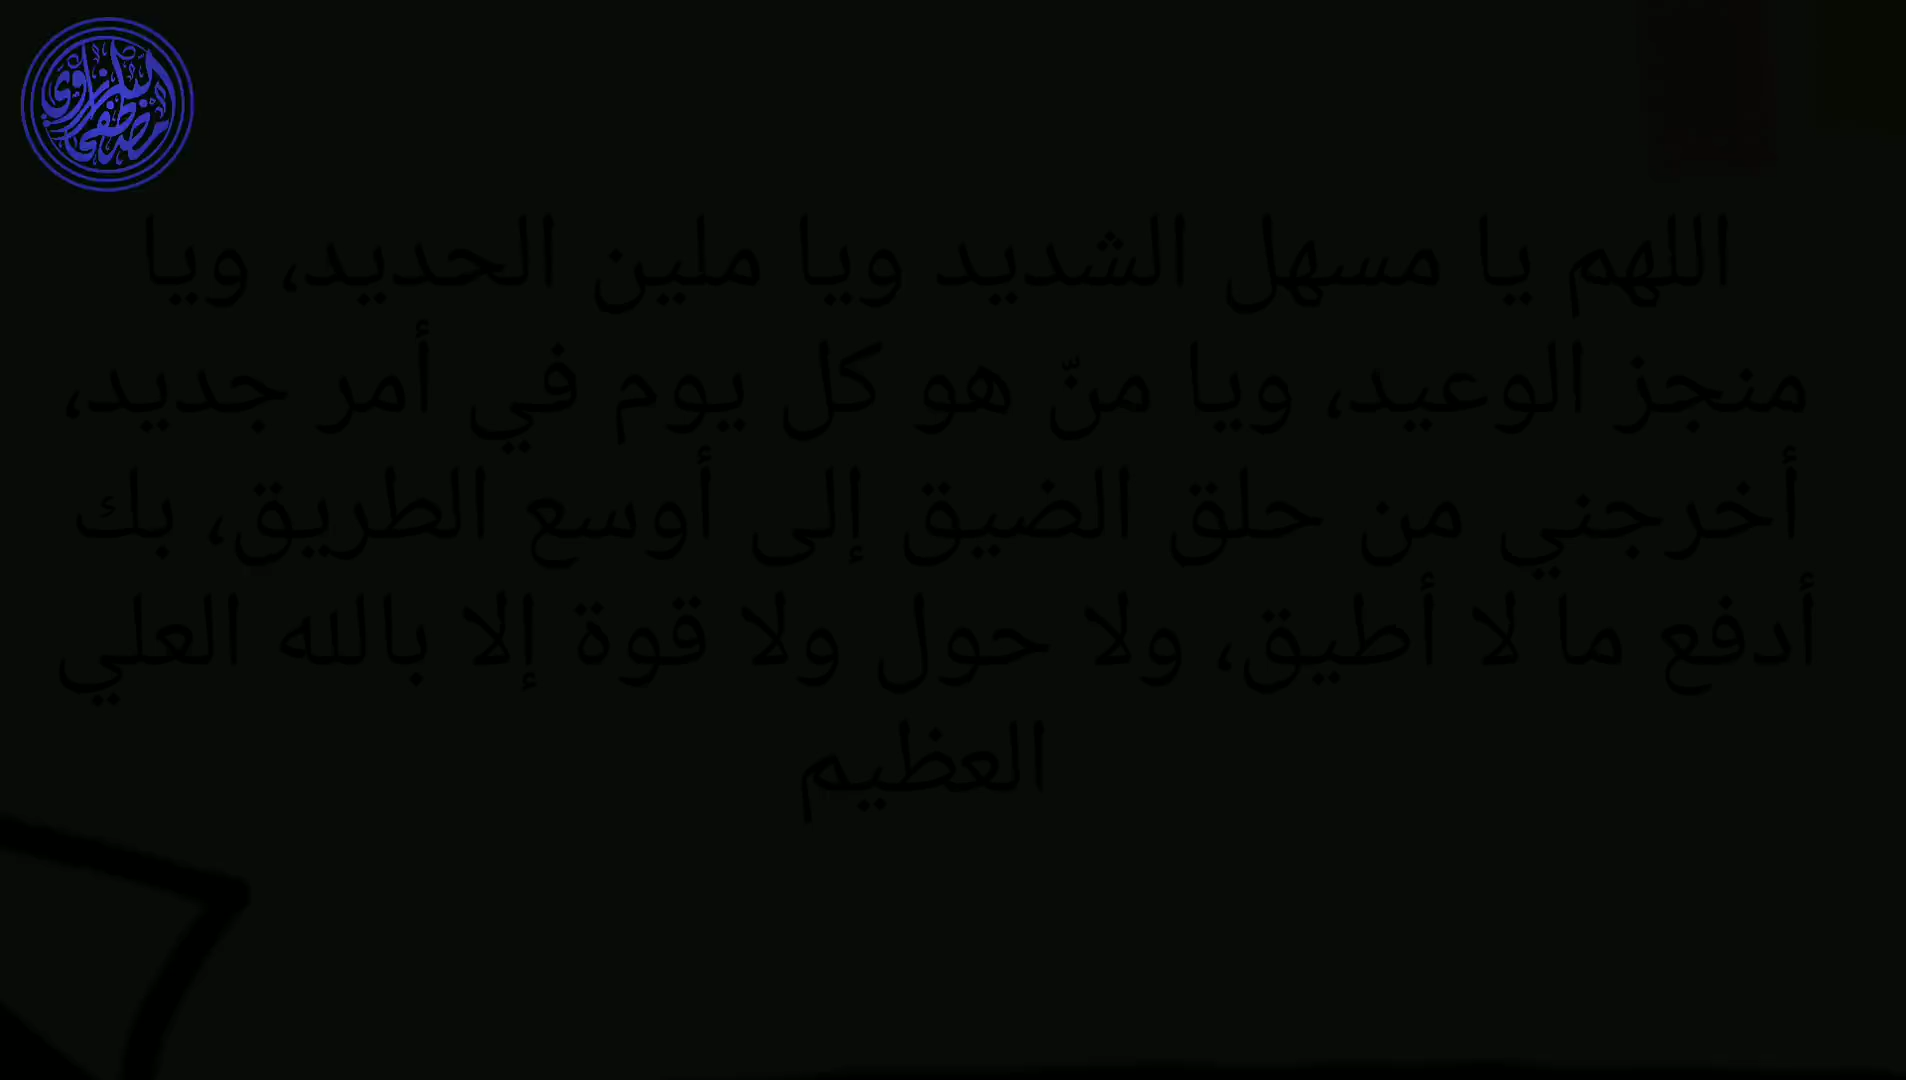 اللهم يا مسهل الشديد ويا ملين الحديد، ويا
منجز الوعيد، ويا منّ هو كل يوم في أمر جديد،
أخرجني من حلق الضيق إلى أوسع الطريق، بك
أدفع ما لا أطيق، ولا حول ولا قوة إلا بالله العلي
العظيم